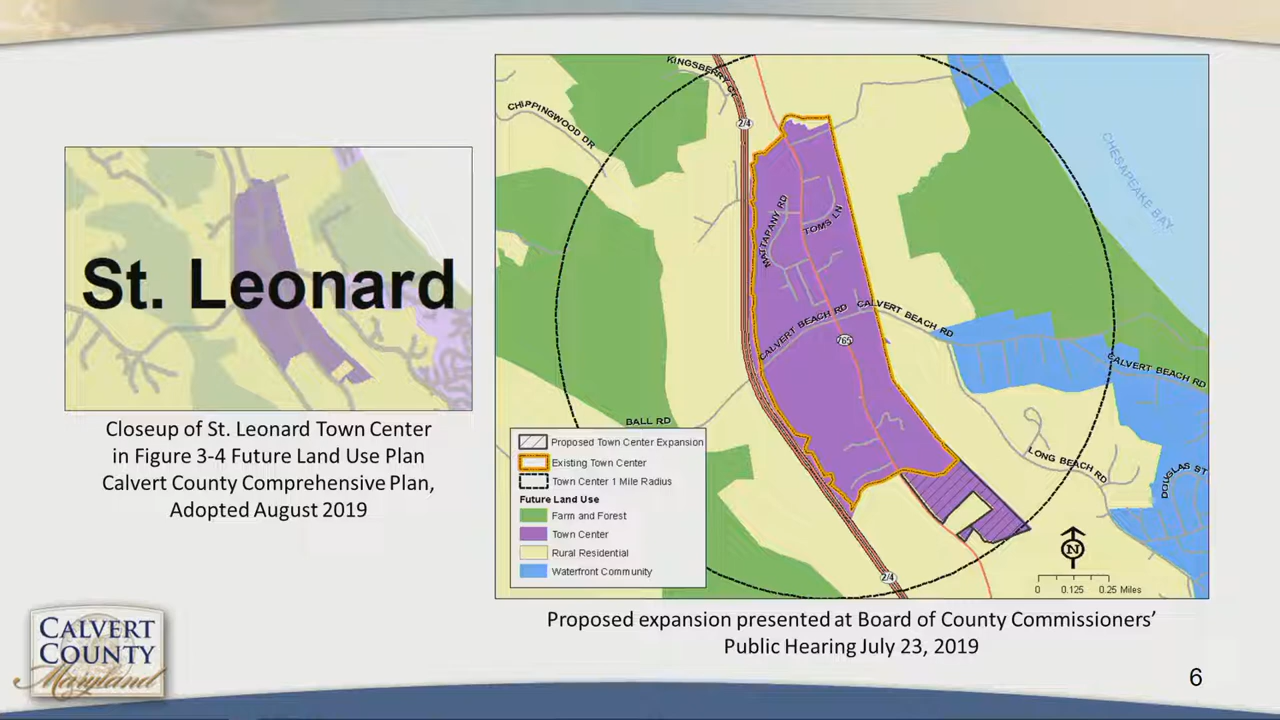 St. Leonard
Closeup of St. Leonard Town Center
in Figure 3-4 Future Land Use Plan
Calvert County Comprehensive Plan,
Adopted August 2019
KINGSBERRY CT
CHIPPINGWOOD DR
2/4
CHESAPEAKE BAY
MATTAPANY RD
TOMS LN
CALVERT BEACH RD
CALVERT BEACH RD
765
CALVERT BEACH RD
BALL RD
LONG BEACH RD
DOUGLAS ST
Proposed Town Center Expansion
Existing Town Center
Town Center 1 Mile Radius
Future Land Use
Farm and Forest
Town Center
Rural Residential
Waterfront Community
2/4
N
0 0.125 0.25 Miles
Proposed expansion presented at Board of County Commissioners’
Public Hearing July 23, 2019
CALVERT
COUNTY
Maryland
6